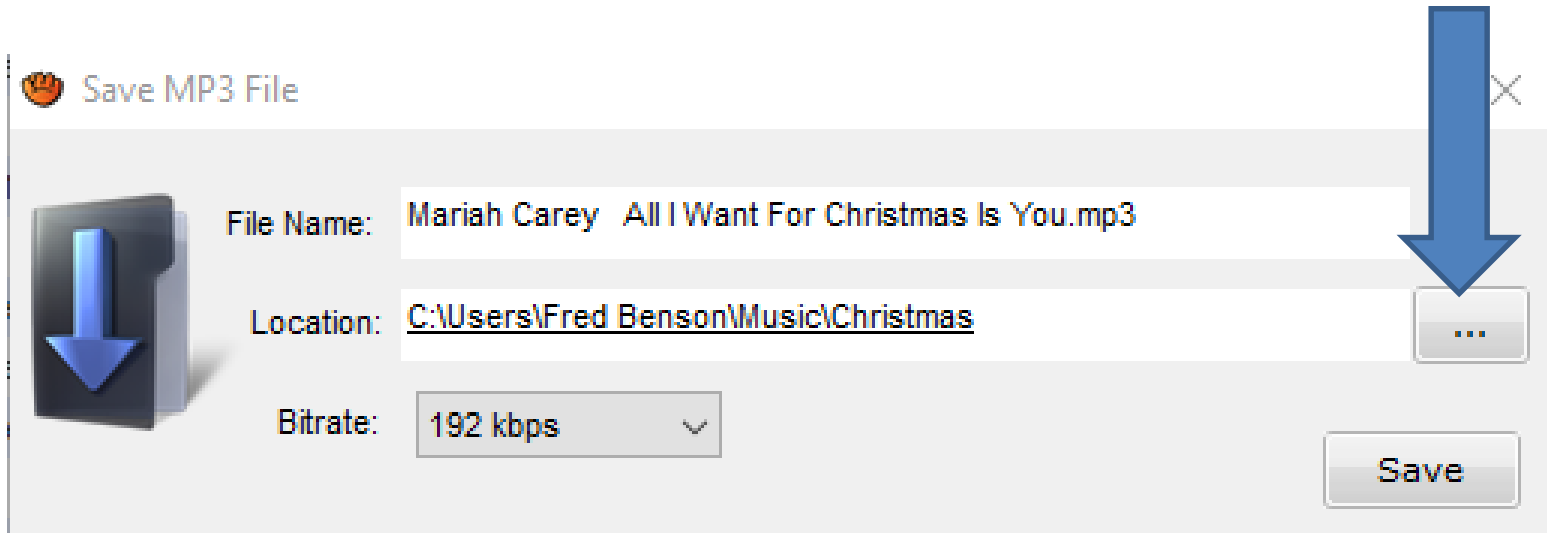 Save MP3 File
File Name: Mariah Carey   All I Want For Christmas Is You.mp3
Location: C:\Users\Fred Benson\Music\Christmas ...
Bitrate: 192 kbps
Save